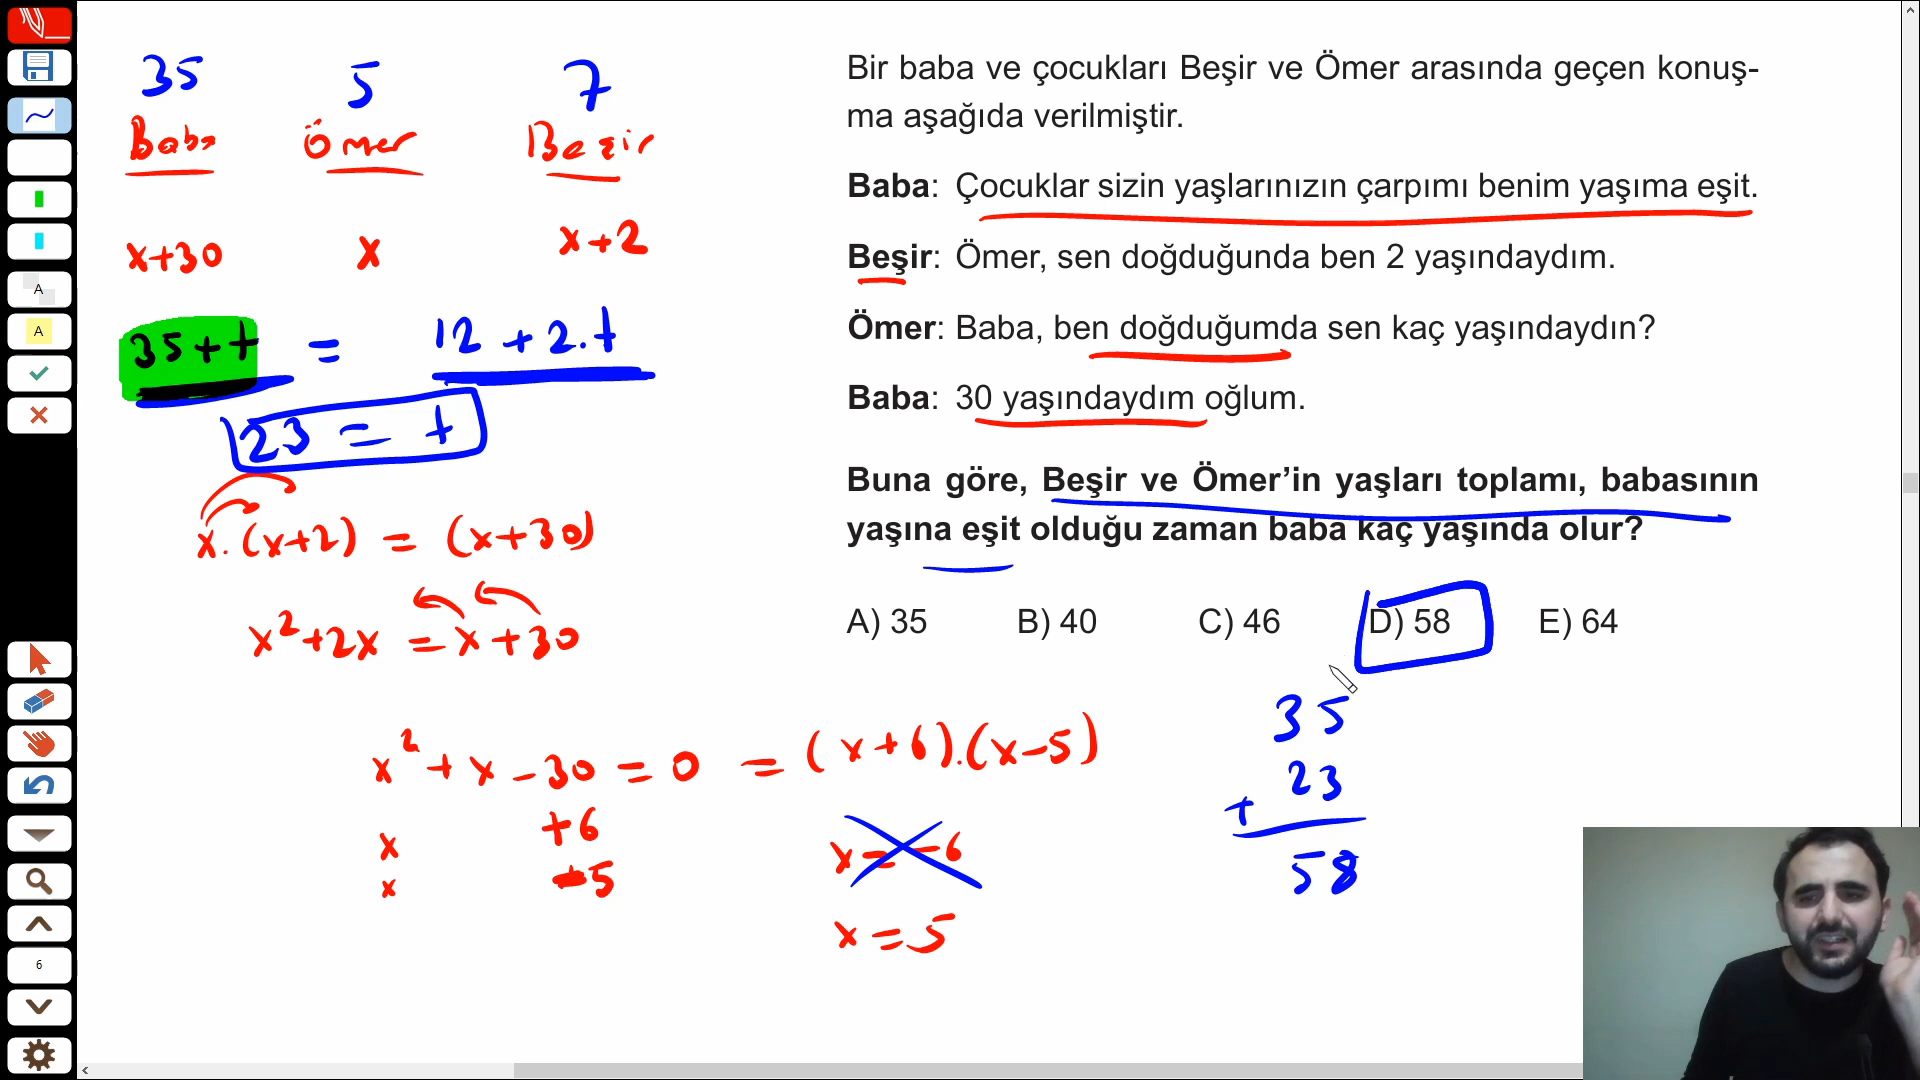 35 5 7
Baba Ömer Beşir
x+30 x x+2
35+t = 12 + 2.t
23 = t
x.(x+2) = (x+30)
x²+2x = x+30
x²+x-30=0 = (x+6).(x-5)
x +6
x -5
x=-6
x=5
Bir baba ve çocukları Beşir ve Ömer arasında geçen konuş-
ma aşağıda verilmiştir.
Baba: Çocuklar sizin yaşlarınızın çarpımı benim yaşıma eşit.
Beşir: Ömer, sen doğduğunda ben 2 yaşındaydım.
Ömer: Baba, ben doğduğumda sen kaç yaşındaydın?
Baba: 30 yaşındaydım oğlum.
Buna göre, Beşir ve Ömer’in yaşları toplamı, babasının
yaşına eşit olduğu zaman baba kaç yaşında olur?
A) 35 B) 40 C) 46 D) 58 E) 64
35
23
+
58
A
A
6